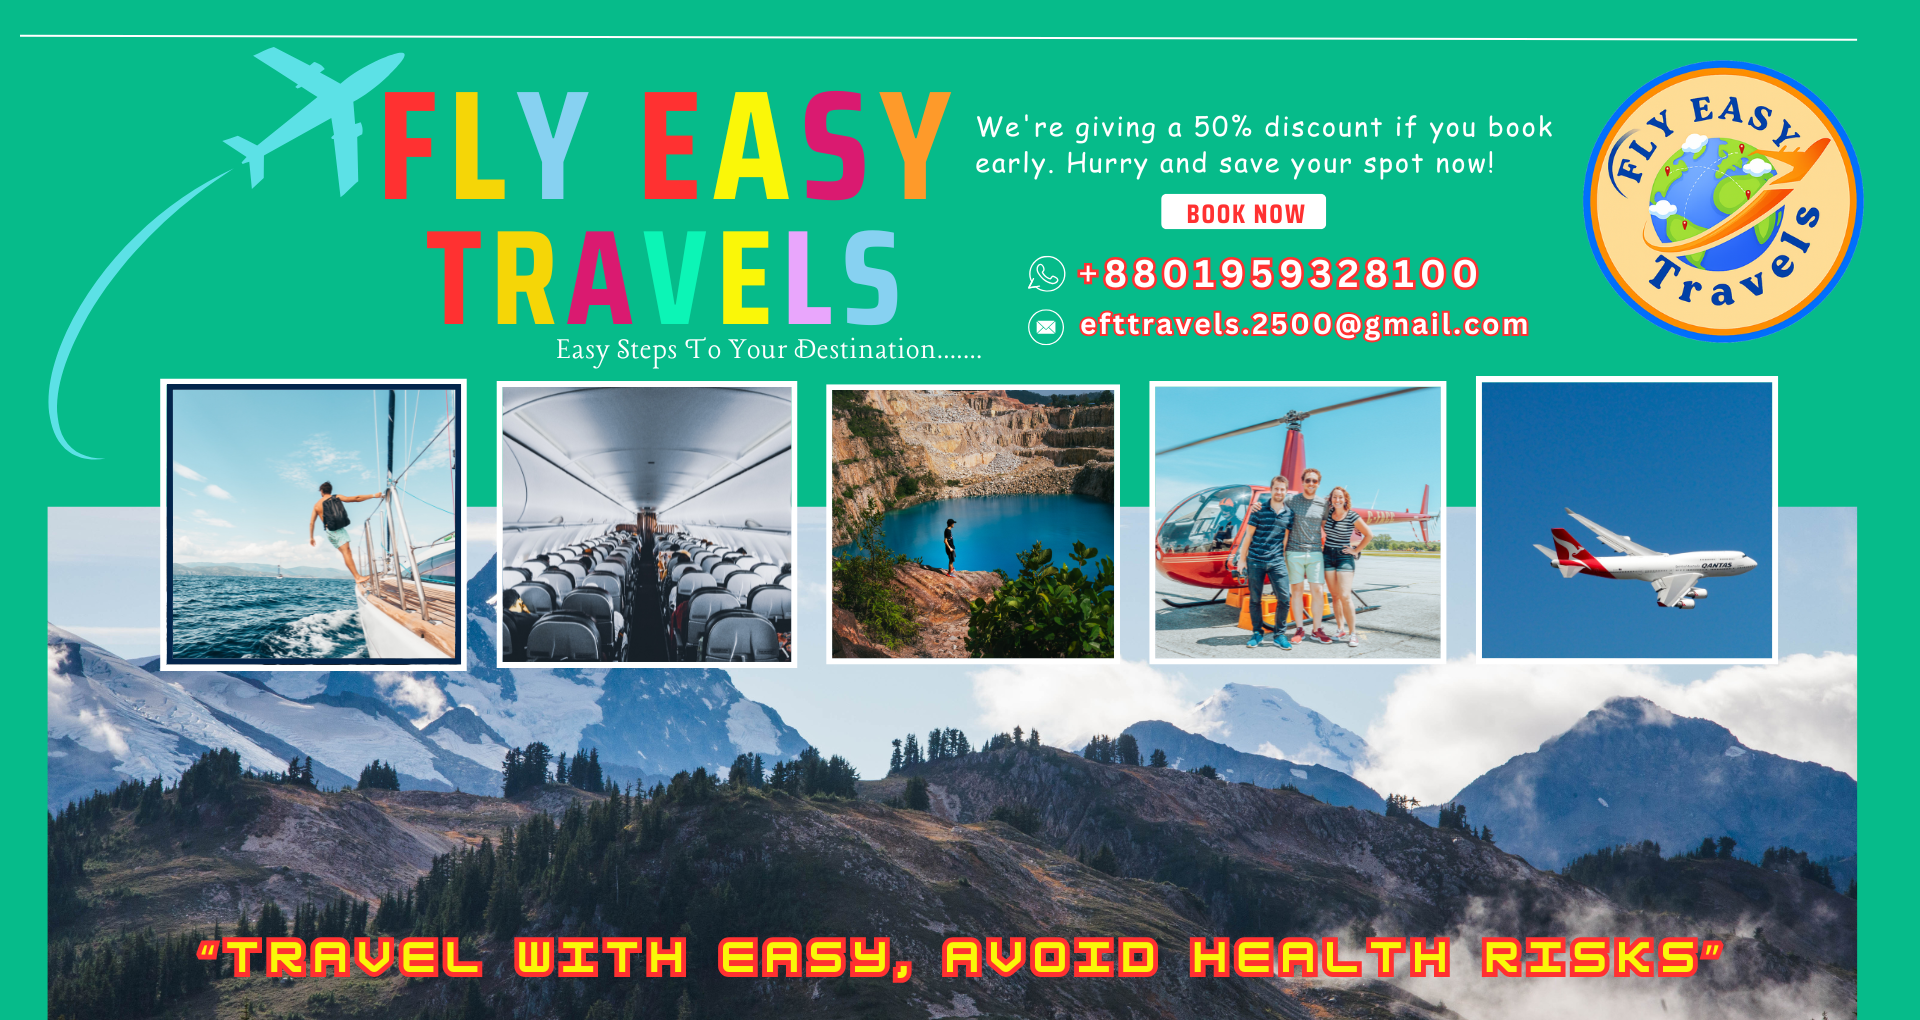 FLY EASY
TRAVELS
Easy Steps To Your Destination.......
We're giving a 50% discount if you book
early. Hurry and save your spot now!
BOOK NOW
+8801959328100
efttravels.2500@gmail.com
FLY EASY
Travels
QANTAS
"TRAVEL WITH EASY, AVOID HEALTH RISKS"